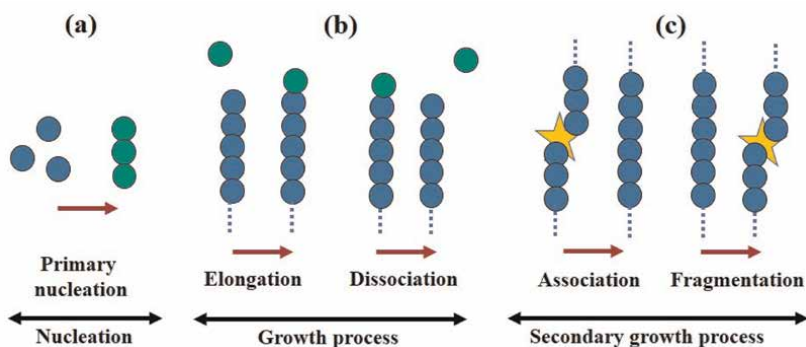 (a)
(b)
(c)
Primary
nucleation
Elongation
Dissociation
Association
Fragmentation
Nucleation
Growth process
Secondary growth process